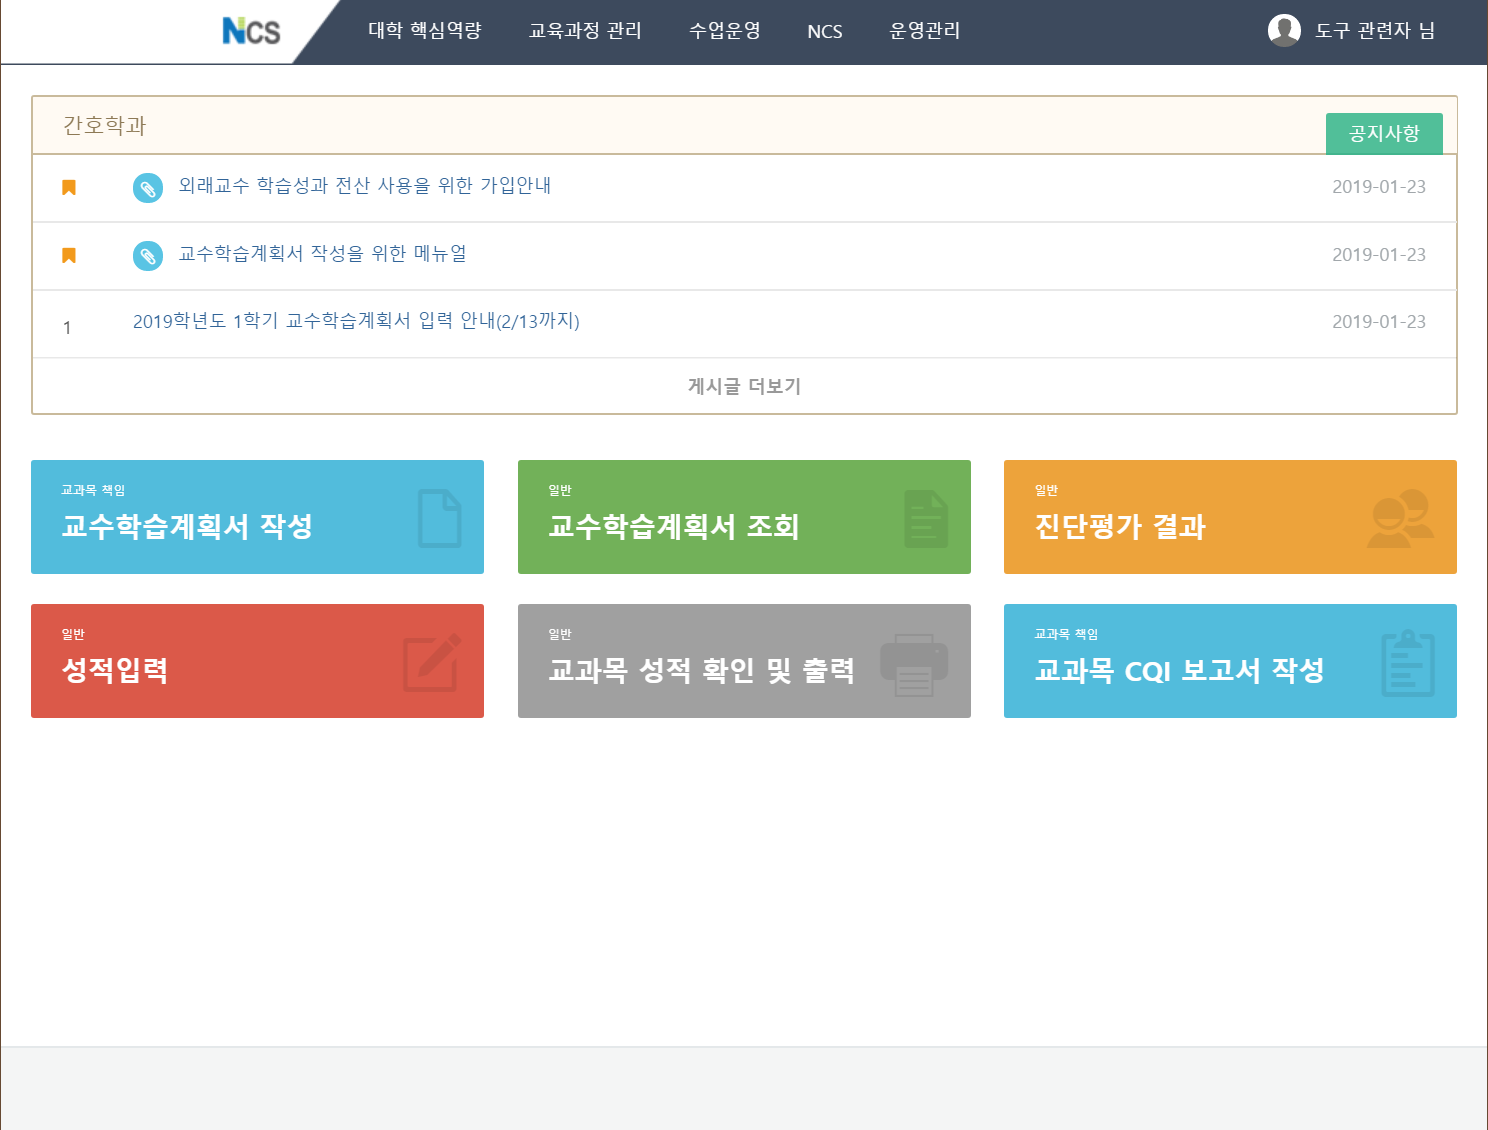 NCS
대학 핵심역량 교육과정 관리 수업운영 NCS 운영관리 도구 관련자 님
간호학과
공지사항
외래교수 학습성과 전산 사용을 위한 가입안내 2019-01-23
교수학습계획서 작성을 위한 메뉴얼 2019-01-23
1 2019학년도 1학기 교수학습계획서 입력 안내(2/13까지) 2019-01-23
게시글 더보기
교과목 책임
교수학습계획서 작성
일반
교수학습계획서 조회
일반
진단평가 결과
일반
성적입력
일반
교과목 성적 확인 및 출력
교과목 책임
교과목 CQI 보고서 작성